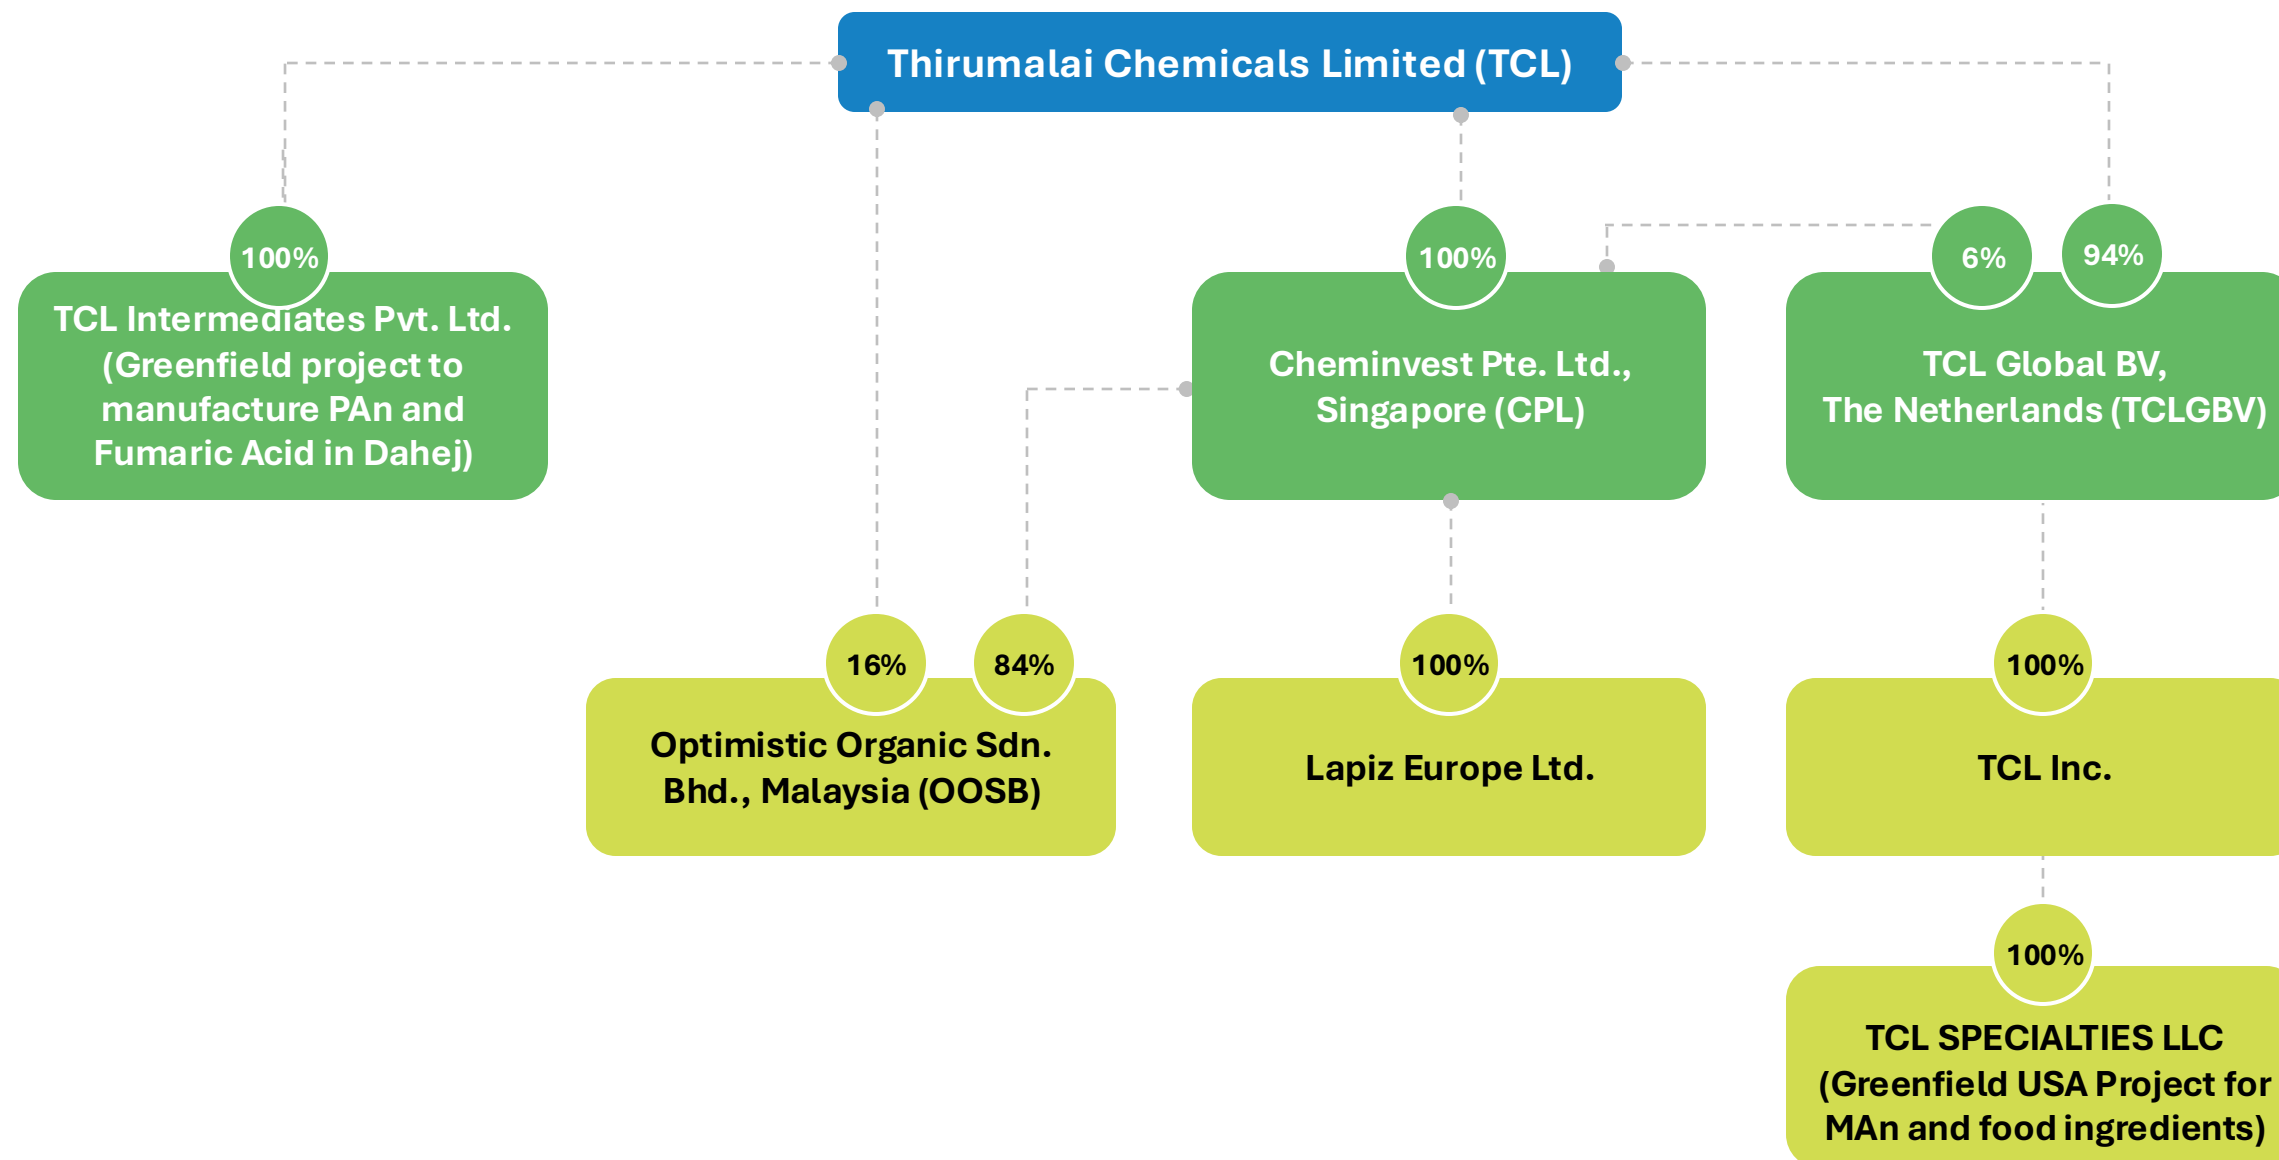 Thirumalai Chemicals Limited (TCL)
100%
TCL Intermediates Pvt. Ltd.
(Greenfield project to
manufacture PAn and
Fumaric Acid in Dahej)
100%
Cheminvest Pte. Ltd.,
Singapore (CPL)
6%
94%
TCL Global BV,
The Netherlands (TCLGBV)
16%
84%
Optimistic Organic Sdn.
Bhd., Malaysia (OOSB)
100%
Lapiz Europe Ltd.
100%
TCL Inc.
100%
TCL SPECIALTIES LLC
(Greenfield USA Project for
MAn and food ingredients)